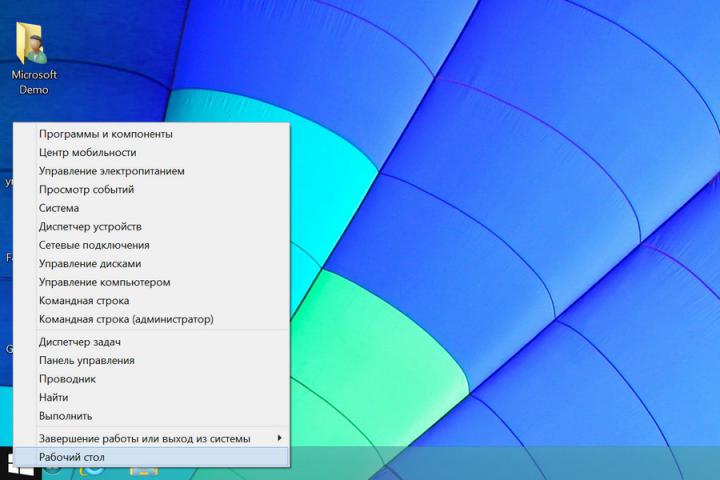 Microsoft
Demo
Программы и компоненты
Центр мобильности
Управление электропитанием
Просмотр событий
Система
Диспетчер устройств
Сетевые подключения
Управление дисками
Управление компьютером
Командная строка
Командная строка (администратор)
Диспетчер задач
Панель управления
Проводник
Найти
Выполнить
Завершение работы или выход из системы
Рабочий стол